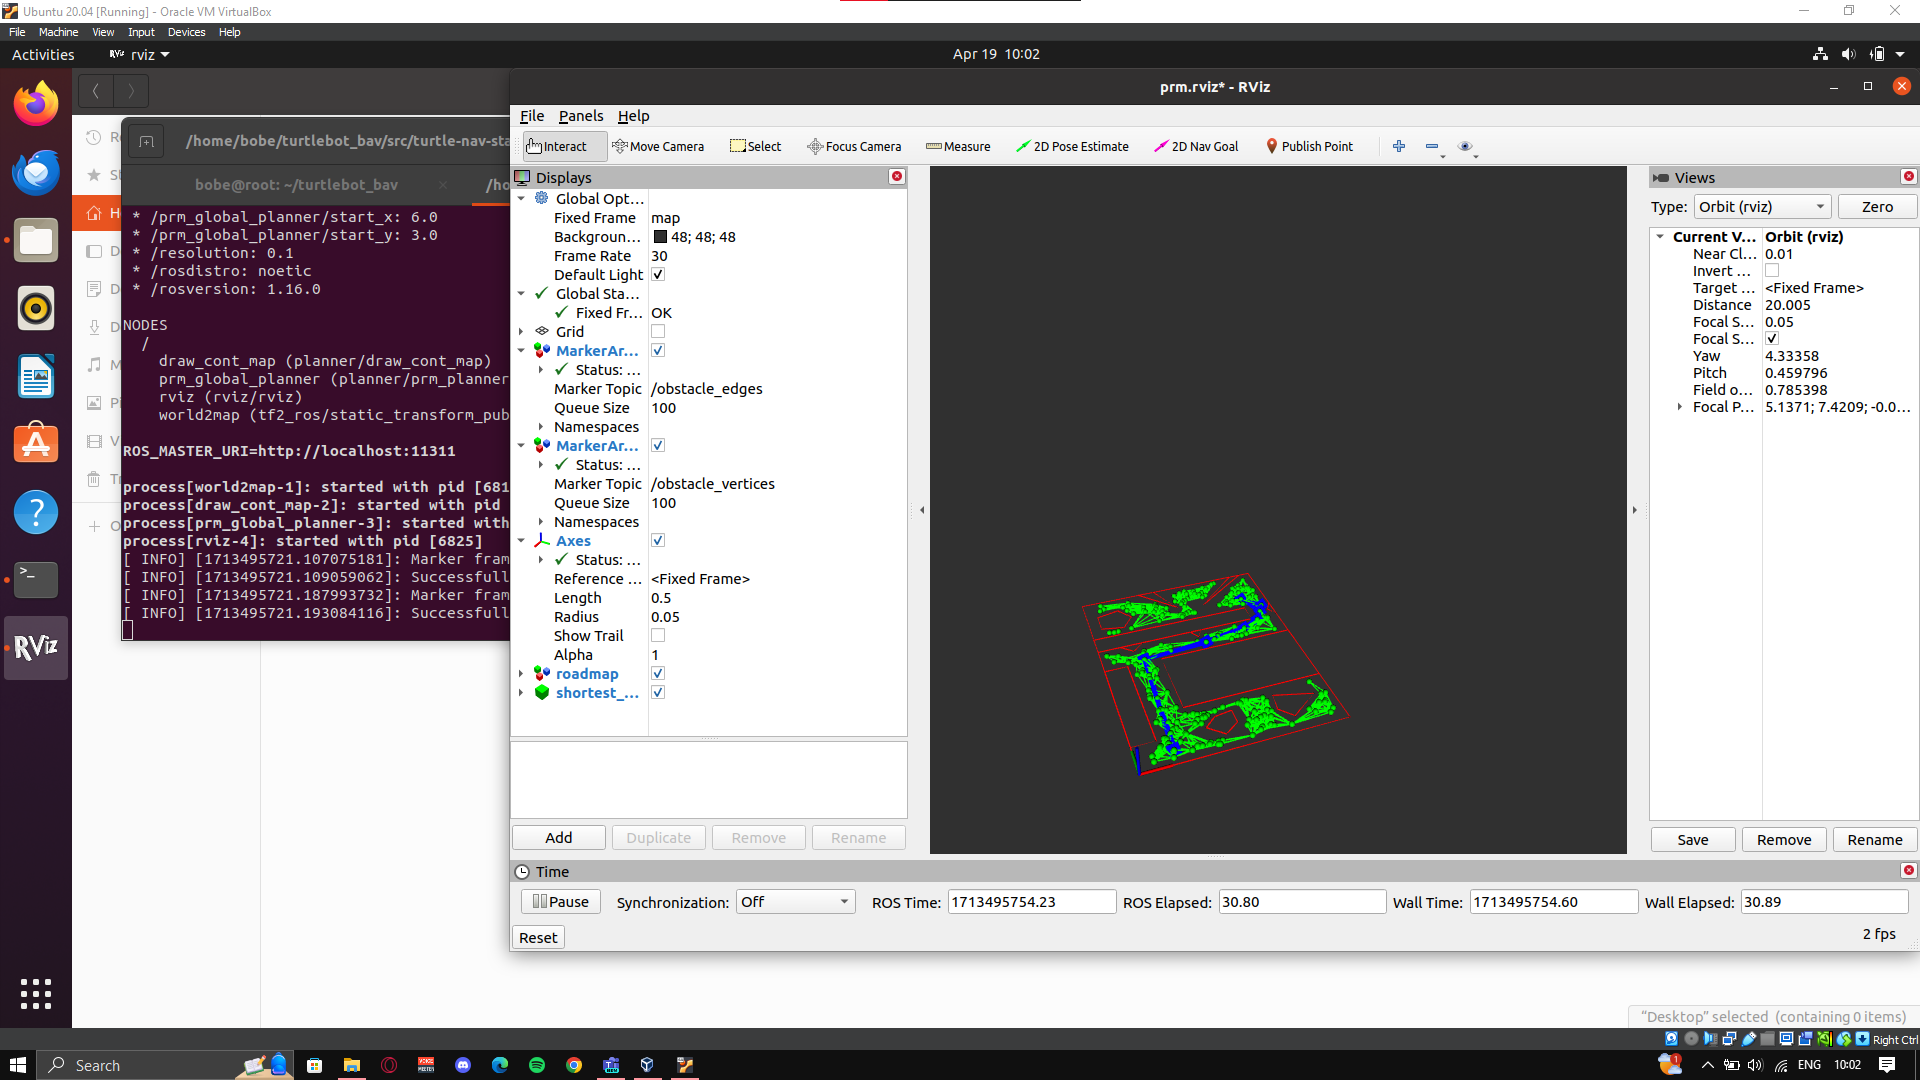 Ubuntu 20.04 [Running] - Oracle VM VirtualBox
File Machine View Input Devices Help
Activities
RViz rviz
Apr 19 10:02
/home/bobe/turtlebot_bav/src/turtle-nav-sta
bobe@root: ~/turtlebot_bav
/ho
* /prm_global_planner/start_x: 6.0
* /prm_global_planner/start_y: 3.0
* /resolution: 0.1
* /rosdistro: noetic
* /rosversion: 1.16.0
NODES
/
draw_cont_map (planner/draw_cont_map)
prm_global_planner (planner/prm_planner
rviz (rviz/rviz)
world2map (tf2_ros/static_transform_pub
ROS_MASTER_URI=http://localhost:11311
process[world2map-1]: started with pid [681
process[draw_cont_map-2]: started with pid
process[prm_global_planner-3]: started with
process[rviz-4]: started with pid [6825]
[ INFO] [1713495721.107075181]: Marker fram
[ INFO] [1713495721.109059062]: Successfull
[ INFO] [1713495721.187993732]: Marker fram
[ INFO] [1713495721.193084116]: Successfull
RViz
prm.rviz* - RViz
File Panels Help
Interact Move Camera Select Focus Camera Measure 2D Pose Estimate 2D Nav Goal Publish Point
Displays
Global Opt...
Fixed Frame map
Backgroun... 48; 48; 48
Frame Rate 30
Default Light
Global Sta...
Fixed Fr... OK
Grid
MarkerAr...
Status: ...
Marker Topic /obstacle_edges
Queue Size 100
Namespaces
MarkerAr...
Status: ...
Marker Topic /obstacle_vertices
Queue Size 100
Namespaces
Axes
Status: ...
Reference ... <Fixed Frame>
Length 0.5
Radius 0.05
Show Trail
Alpha 1
roadmap
shortest_...
Add Duplicate Remove Rename
Views
Type: Orbit (rviz) Zero
Current V... Orbit (rviz)
Near Cl... 0.01
Invert ...
Target ... <Fixed Frame>
Distance 20.005
Focal S... 0.05
Focal S...
Yaw 4.33358
Pitch 0.459796
Field o... 0.785398
Focal P... 5.1371; 7.4209; -0.0...
Save Remove Rename
Time
Pause Synchronization: Off ROS Time: 1713495754.23 ROS Elapsed: 30.80 Wall Time: 1713495754.60 Wall Elapsed: 30.89
Reset
2 fps
"Desktop" selected (containing 0 items)
Right Ctrl
Search
ENG 10:02